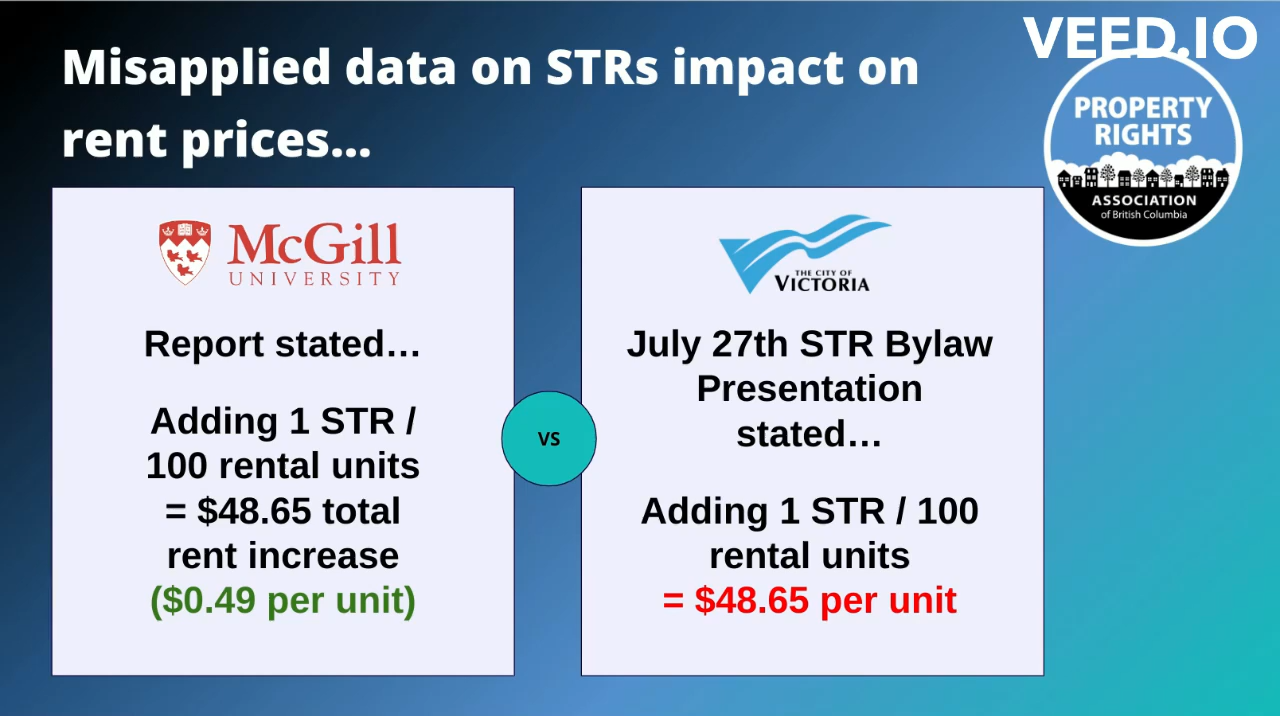 Misapplied data on STRs impact on
rent prices...
VEED.IO
PROPERTY
RIGHTS
ASSOCIATION
of British Columbia
McGill
UNIVERSITY
Report stated...
Adding 1 STR /
100 rental units
= $48.65 total
rent increase
($0.49 per unit)
VS
THE CITY OF
VICTORIA
July 27th STR Bylaw
Presentation
stated...
Adding 1 STR / 100
rental units
= $48.65 per unit